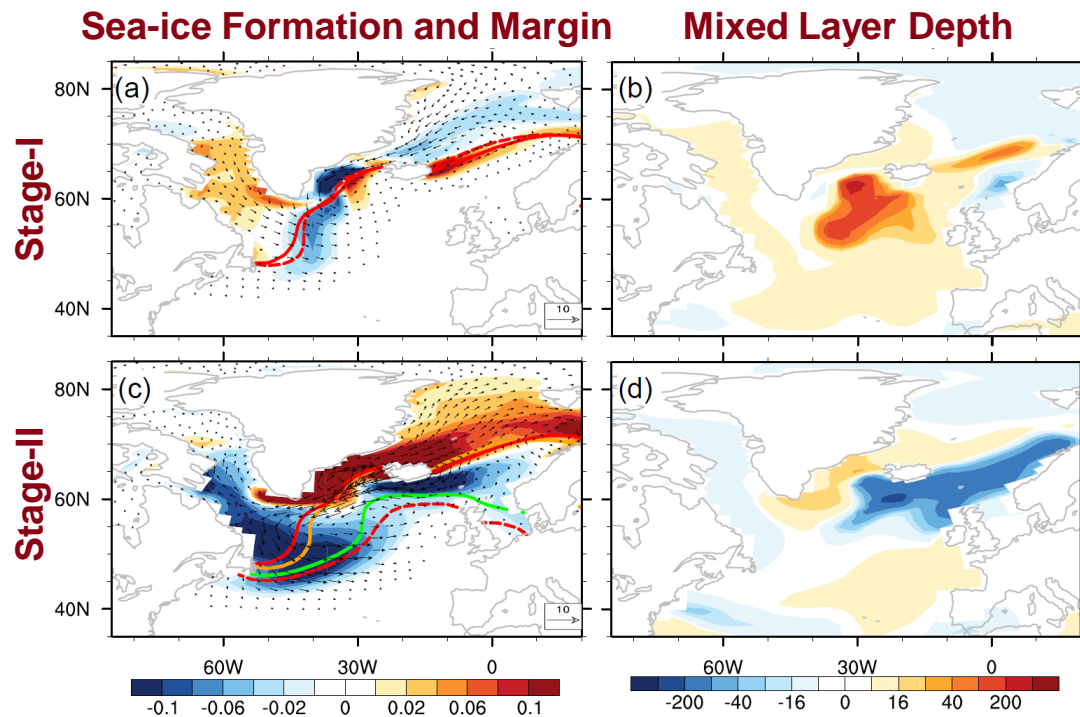 Sea-ice Formation and Margin
Mixed Layer Depth
Stage-I
80N
60N
40N
(a)
10
(b)
Stage-II
80N
60N
40N
(c)
10
(d)
60W 30W 0
60W 30W 0
-0.1 -0.06 -0.02 0 0.02 0.06 0.1
-200 -40 -16 0 16 40 200